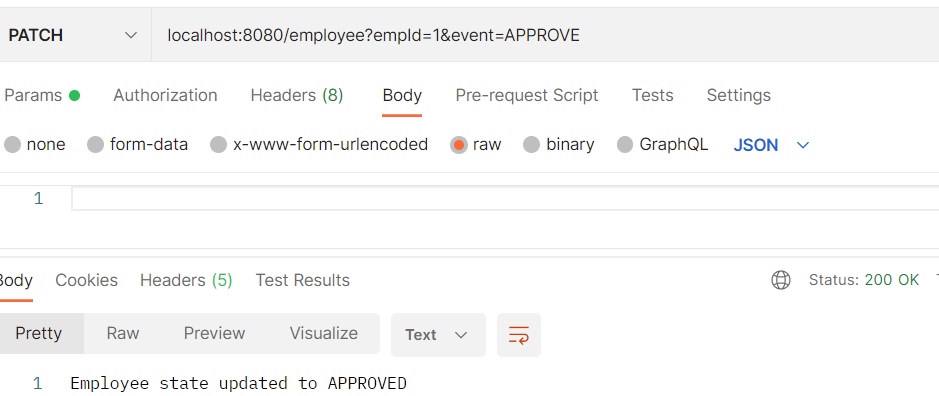 PATCH localhost:8080/employee?empId=1&event=APPROVE
Params Authorization Headers (8) Body Pre-request Script Tests Settings
none form-data x-www-form-urlencoded raw binary GraphQL JSON
1
Body Cookies Headers (5) Test Results Status: 200 OK
Pretty Raw Preview Visualize Text
1 Employee state updated to APPROVED